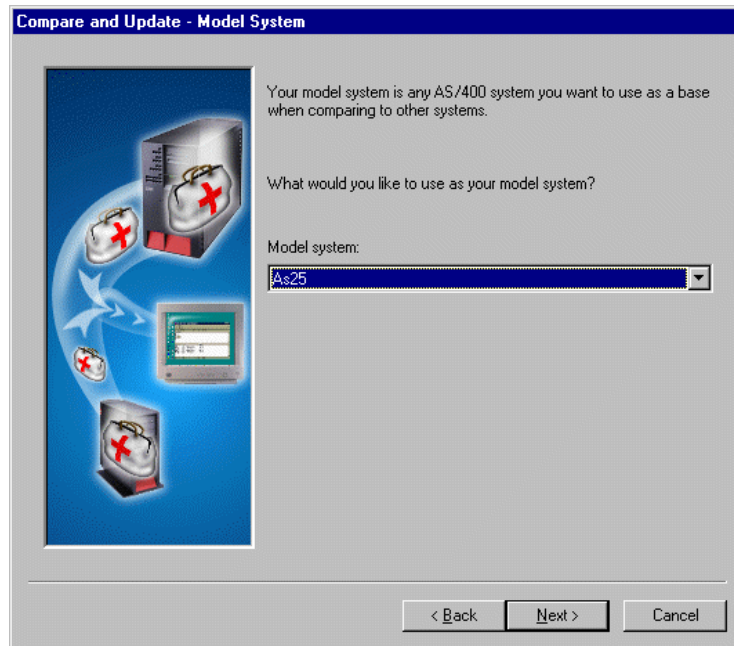 Compare and Update - Model System
Your model system is any AS/400 system you want to use as a base
when comparing to other systems.
What would you like to use as your model system?
Model system:
As25
< Back
Next >
Cancel